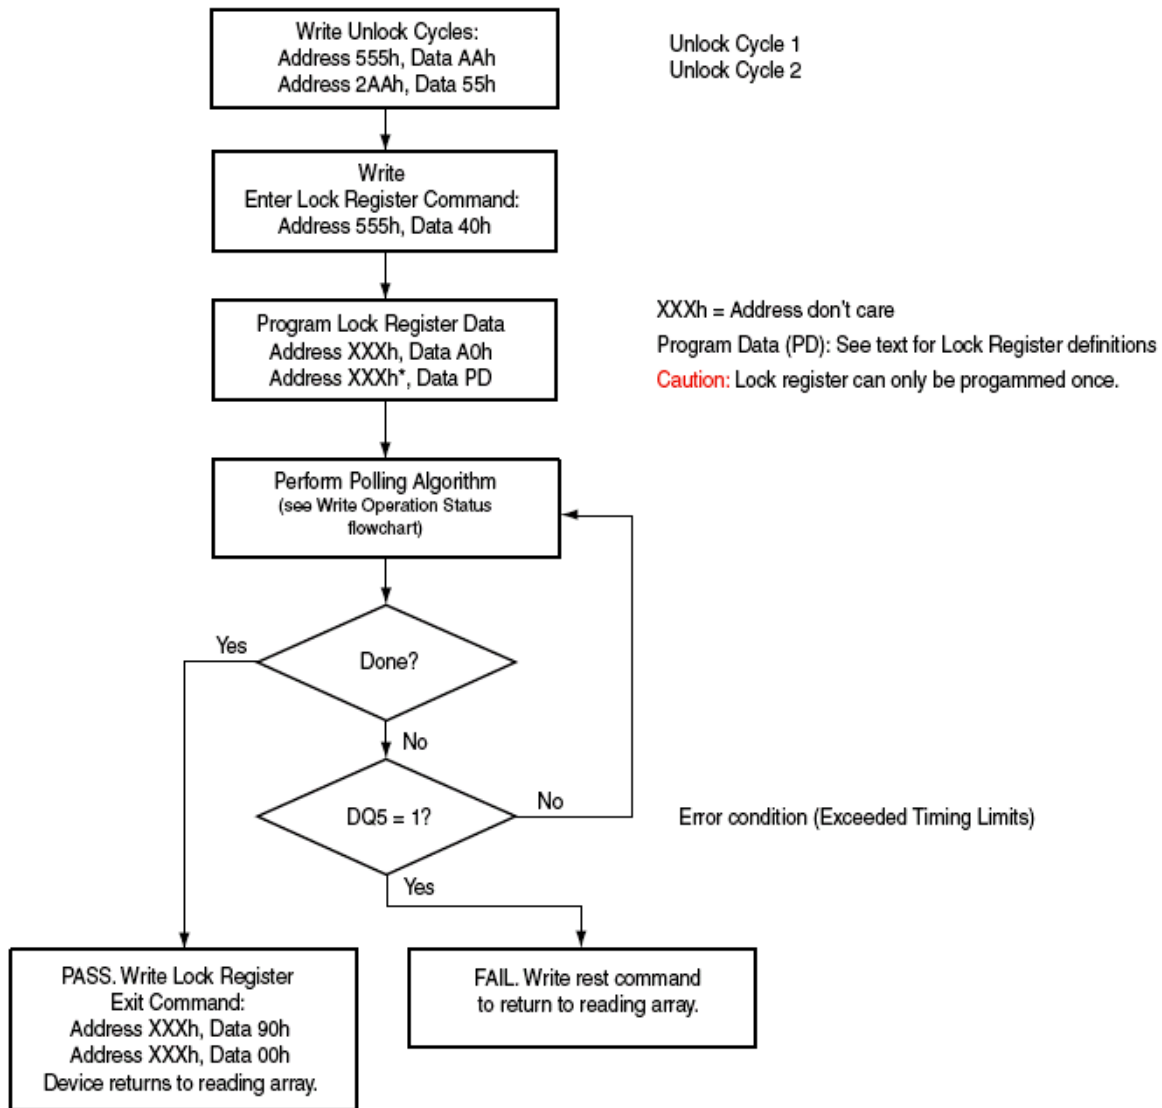 Write Unlock Cycles:
Address 555h, Data AAh
Address 2AAh, Data 55h
Unlock Cycle 1
Unlock Cycle 2
Write
Enter Lock Register Command:
Address 555h, Data 40h
Program Lock Register Data
Address XXXh, Data A0h
Address XXXh*, Data PD
XXXh = Address don't care
Program Data (PD): See text for Lock Register definitions
Caution: Lock register can only be progammed once.
Perform Polling Algorithm
(see Write Operation Status
flowchart)
Yes
Done?
No
DQ5 = 1?
No
Error condition (Exceeded Timing Limits)
Yes
PASS. Write Lock Register
Exit Command:
Address XXXh, Data 90h
Address XXXh, Data 00h
Device returns to reading array.
FAIL. Write rest command
to return to reading array.